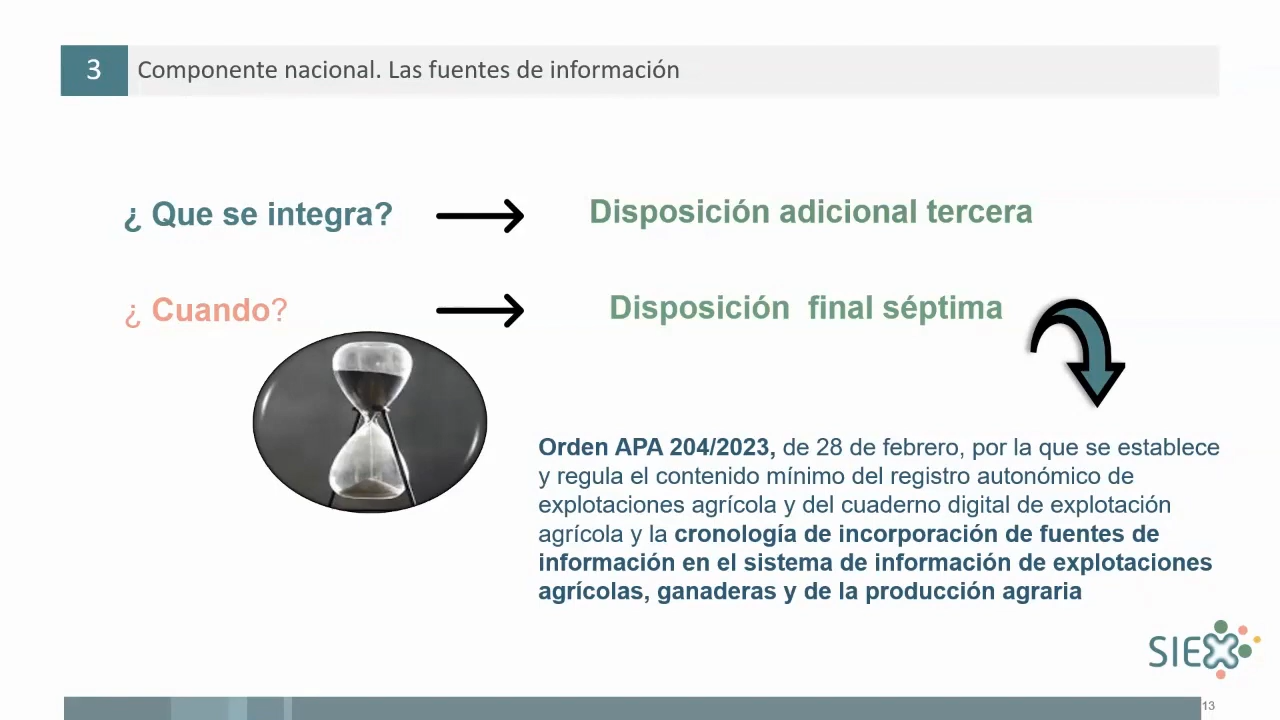 3
Componente nacional. Las fuentes de información
¿ Que se integra?
Disposición adicional tercera
¿ Cuando?
Disposición final séptima
Orden APA 204/2023, de 28 de febrero, por la que se establece
y regula el contenido mínimo del registro autonómico de
explotaciones agrícola y del cuaderno digital de explotación
agrícola y la cronología de incorporación de fuentes de
información en el sistema de información de explotaciones
agrícolas, ganaderas y de la producción agraria
SIEX
13